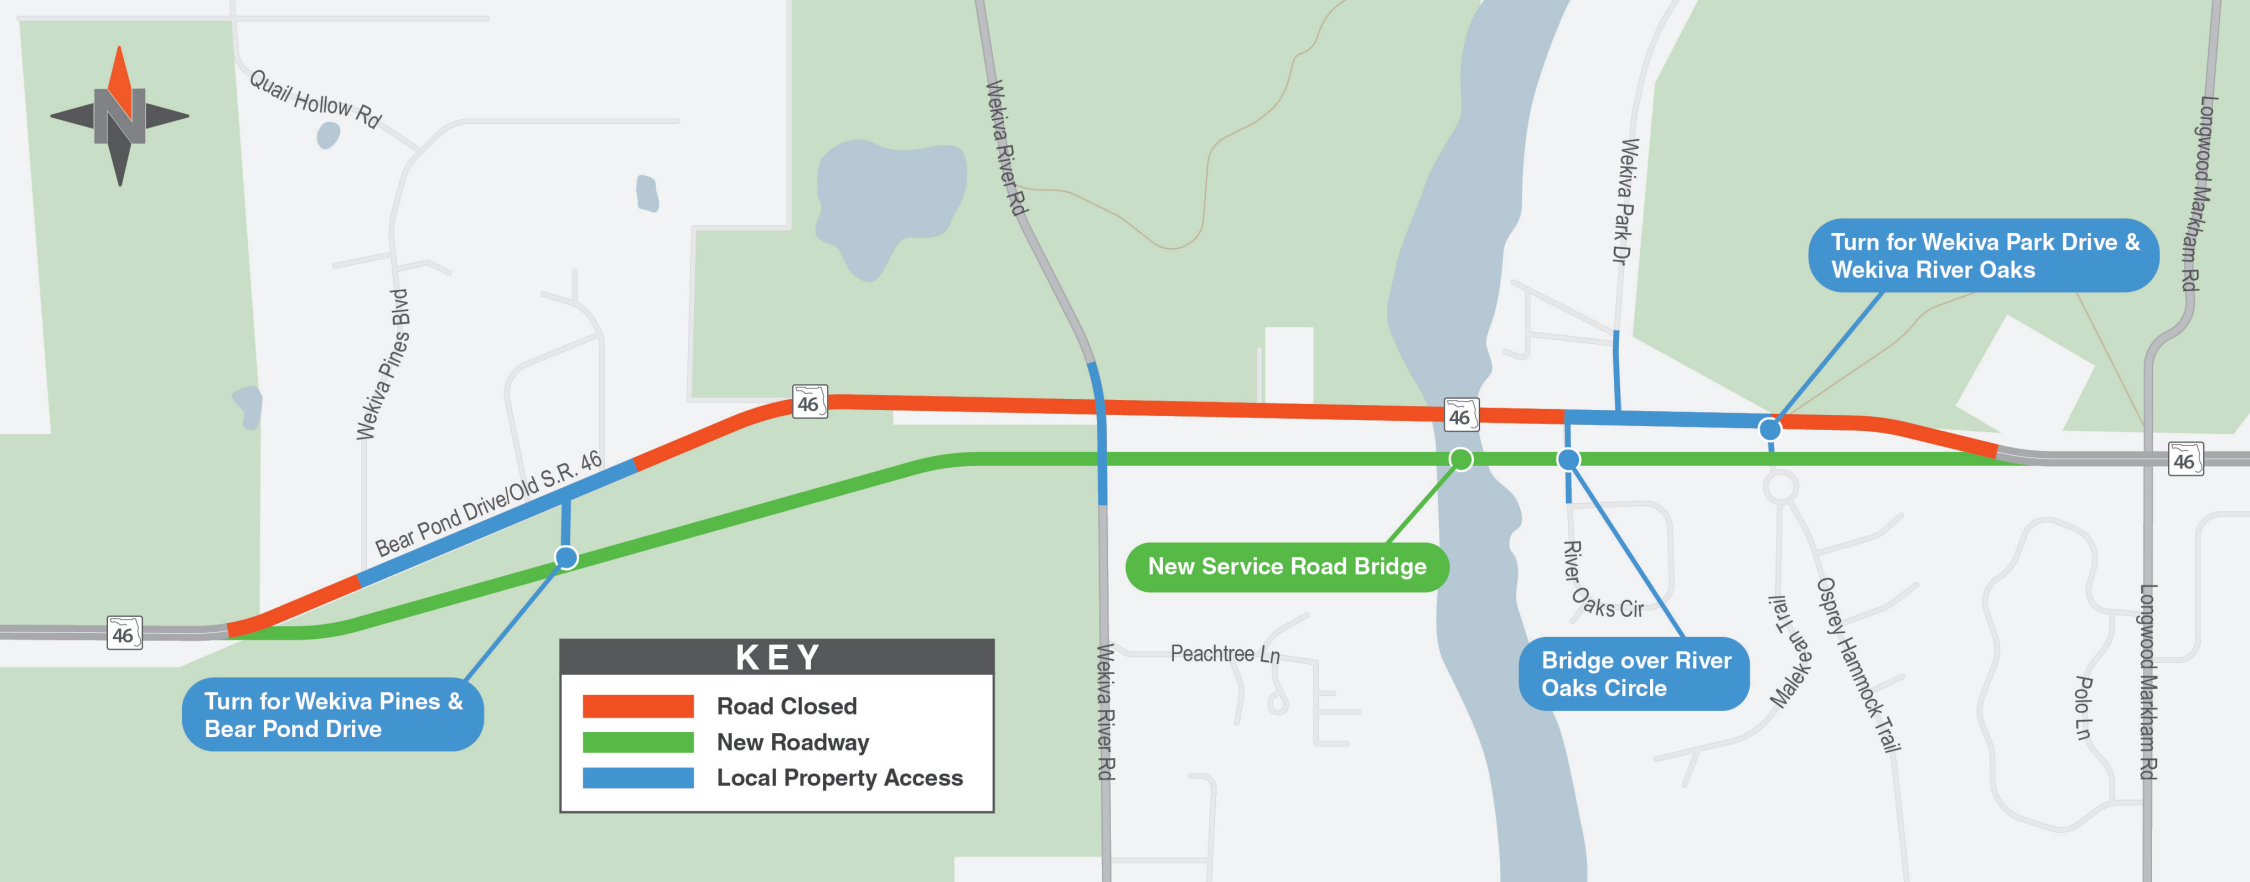 N
Quail Hollow Rd
Wekiva River Rd
Longwood Markham Rd
Wekiva Park Dr
Turn for Wekiva Park Drive &
Wekiva River Oaks
Wekiva Pines Blvd
46
46
46
Bear Pond Drive/Old S.R. 46
46
New Service Road Bridge
River Oaks Cir
Malekean Trail
Osprey Hammock Trail
Longwood Markham Rd
Peachtree Ln
Wekiva River Rd
Bridge over River
Oaks Circle
Polo Ln
Turn for Wekiva Pines &
Bear Pond Drive
KEY
Road Closed
New Roadway
Local Property Access